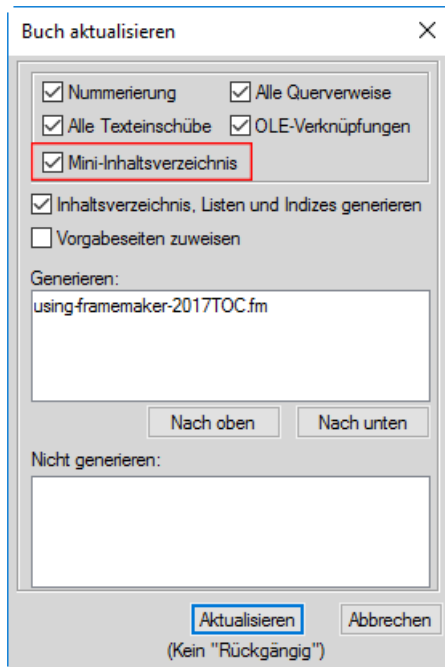 Buch aktualisieren
Nummerierung Alle Querverweise
Alle Texteinschübe OLE-Verknüpfungen
Mini-Inhaltsverzeichnis
Inhaltsverzeichnis, Listen und Indizes generieren
Vorgabeseiten zuweisen
Generieren:
using-framemaker-2017TOC.fm
Nach oben Nach unten
Nicht generieren:
Aktualisieren Abbrechen
(Kein "Rückgängig")